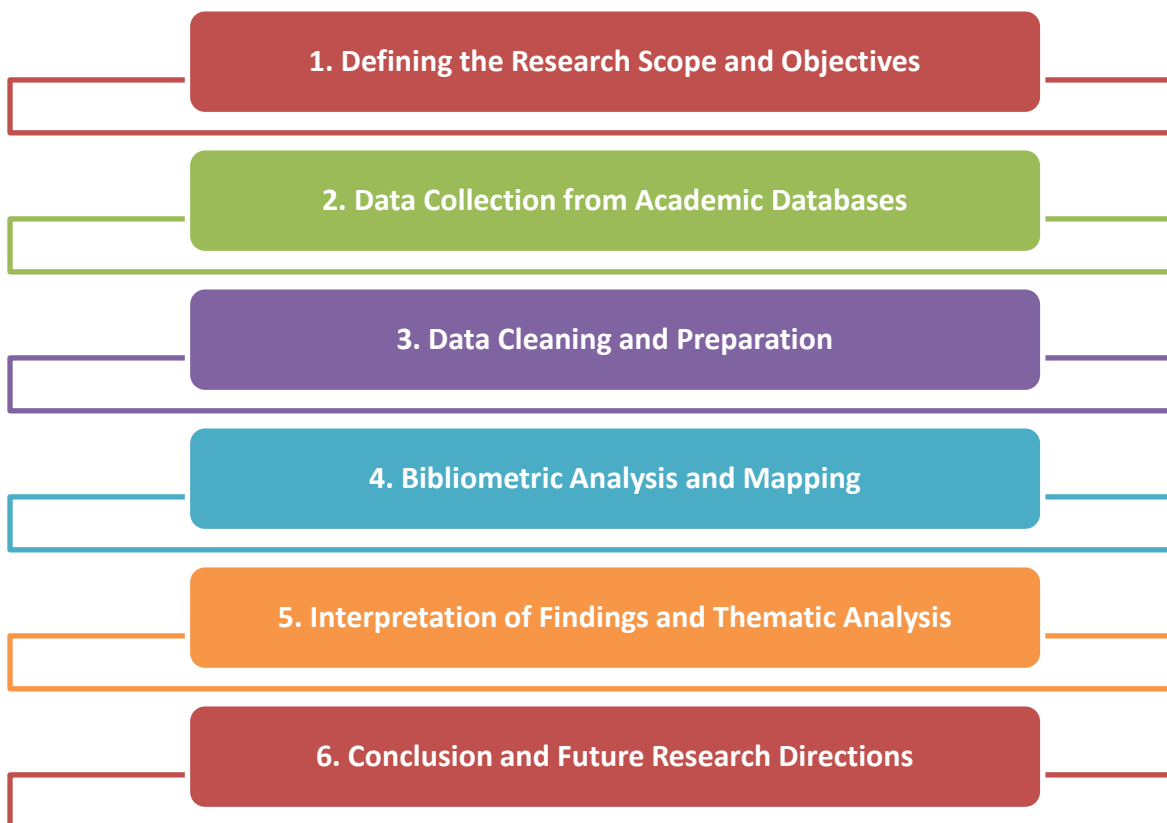 1. Defining the Research Scope and Objectives
2. Data Collection from Academic Databases
3. Data Cleaning and Preparation
4. Bibliometric Analysis and Mapping
5. Interpretation of Findings and Thematic Analysis
6. Conclusion and Future Research Directions